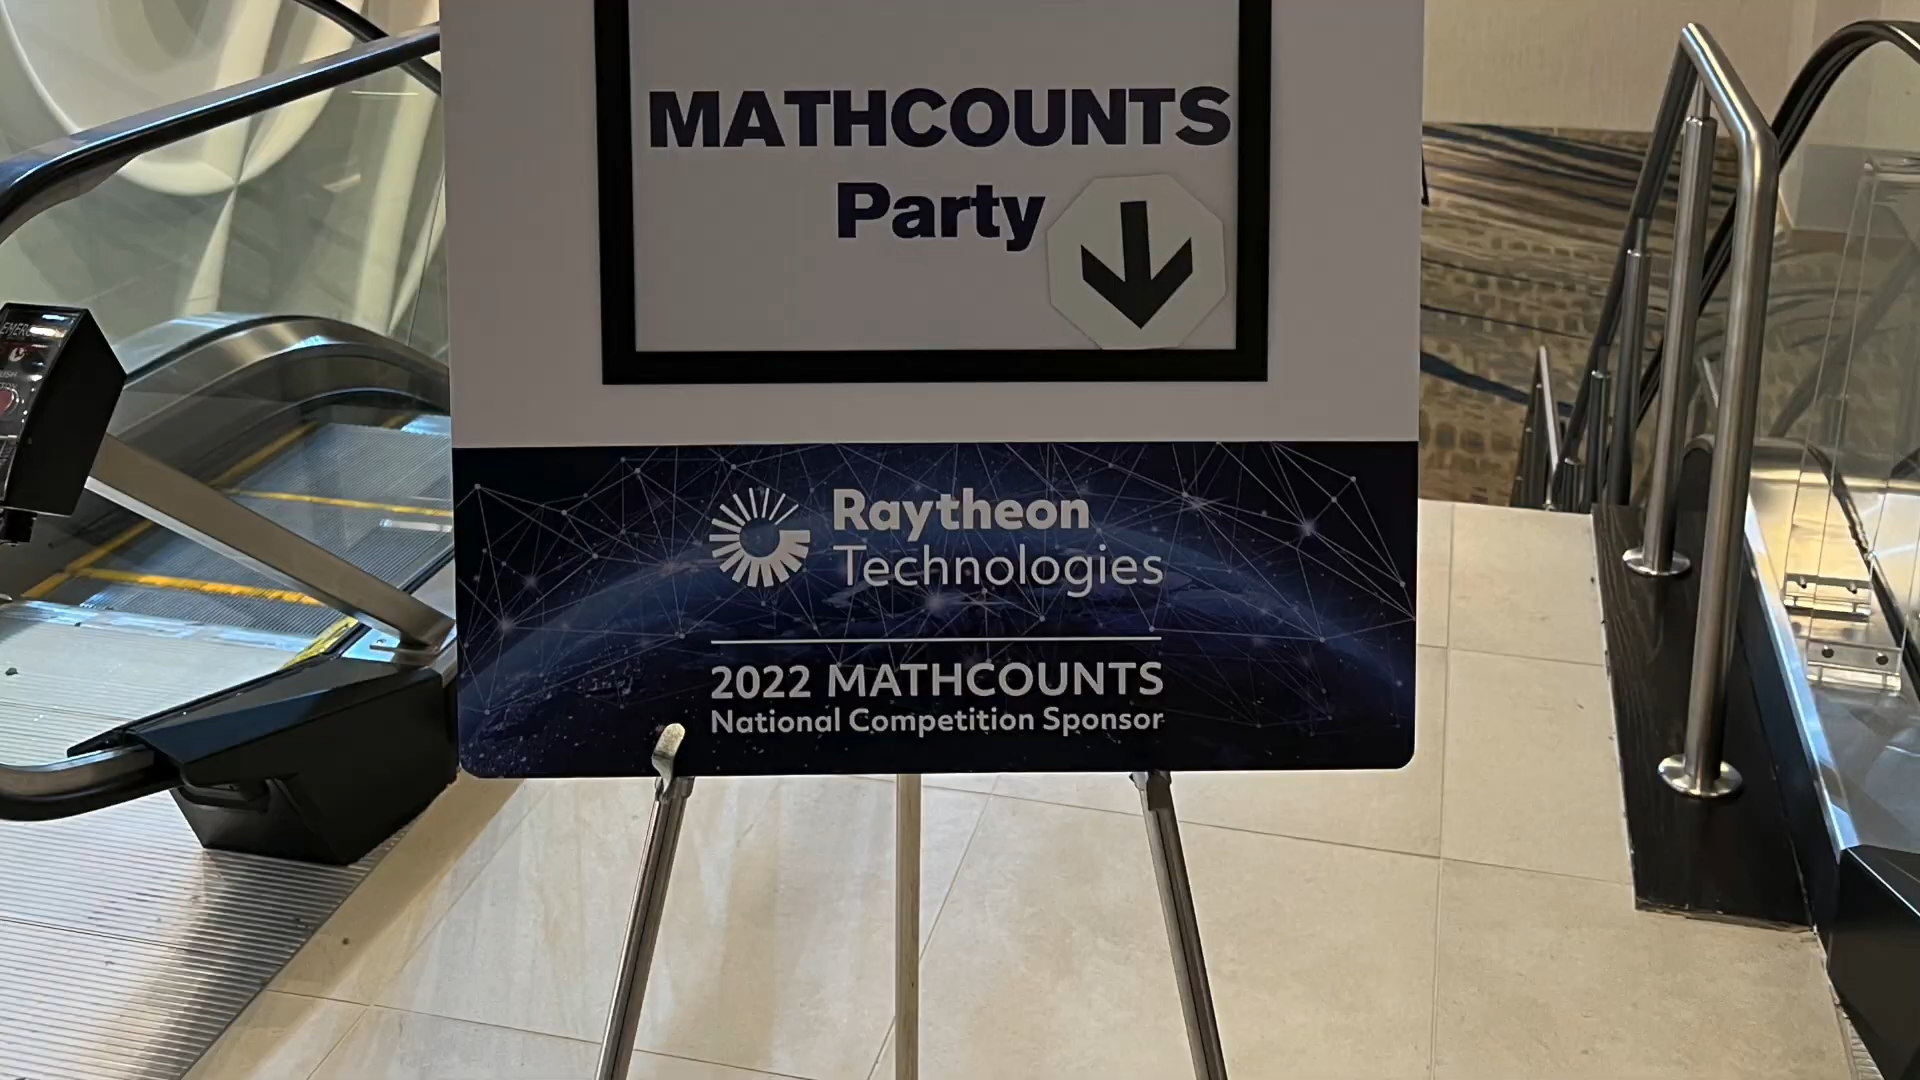 MATHCOUNTS
Party
Raytheon
Technologies
2022 MATHCOUNTS
National Competition Sponsor